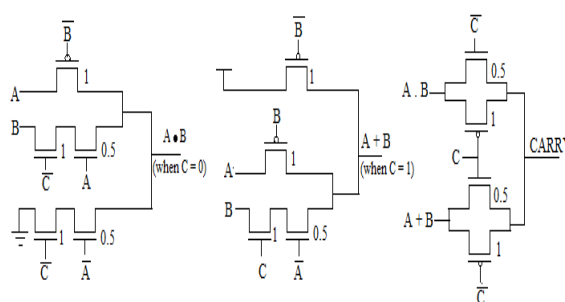 B̅
1
A
B
1
0.5
C̅
A
A●B
(when C = 0)
1
0.5
C̅
A̅
B̅
1
B
1
A
B
1
0.5
C
A̅
A + B
(when C = 1)
C̅
0.5
A . B
1
C
CARRY
0.5
A + B
1
C̅